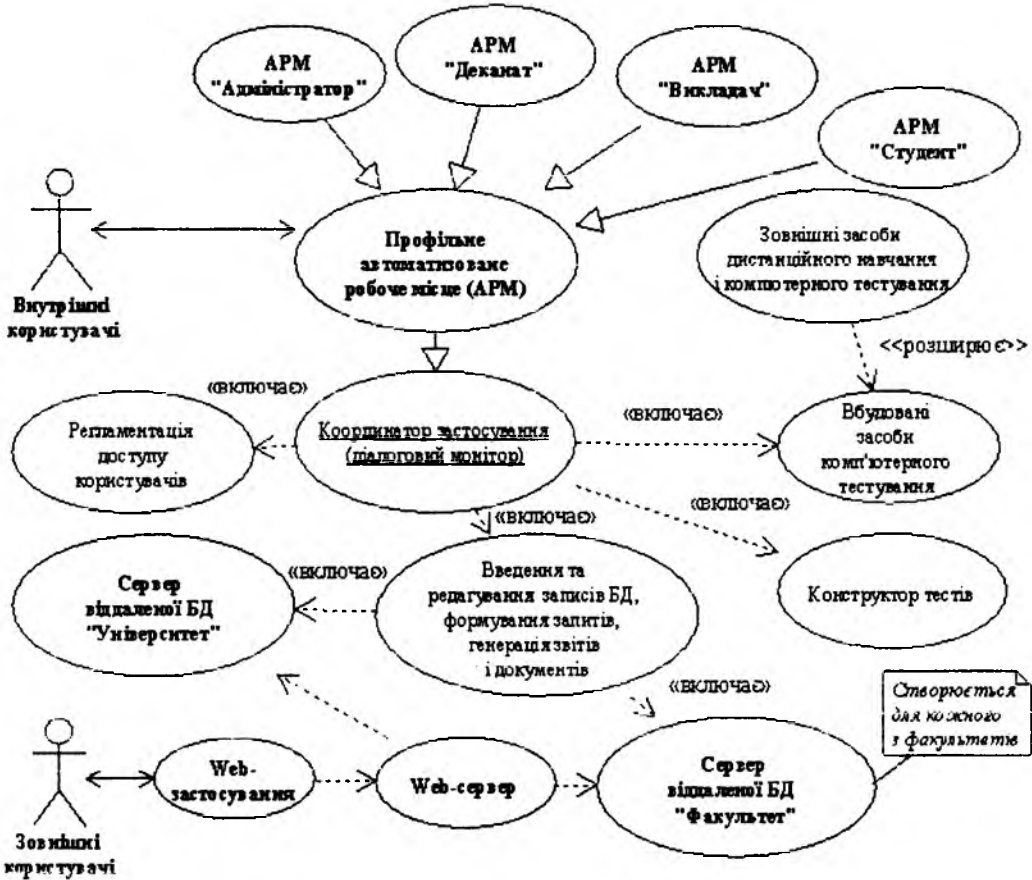 АРМ
"Адміністратор"
АРМ
"Деканат"
АРМ
"Викладач"
АРМ
"Студент"
Внутрішні
користувачі
Профільне
автоматизоване
робоче місце (АРМ)
Зовнішні засоби
дистанційного навчання
і компютерного тестування
<<розширює>>
«включає»
Регламентація
доступу
користувачів
Координатор застосування
(діалоговий монітор)
«включає»
Вбудовані
засоби
комп'ютерного
тестування
«включає»
«включає»
Конструктор тестів
Сервер
віддаленої БД
"Університет"
«включає»
Введення та
редагування записів БД,
формування запитів,
генерація звітів
і документів
«включає»
Створюється
для кожного
з факультетів
Зовнішні
користувачі
Web-
застосування
Web-сервер
Сервер
віддаленої БД
"Факультет"